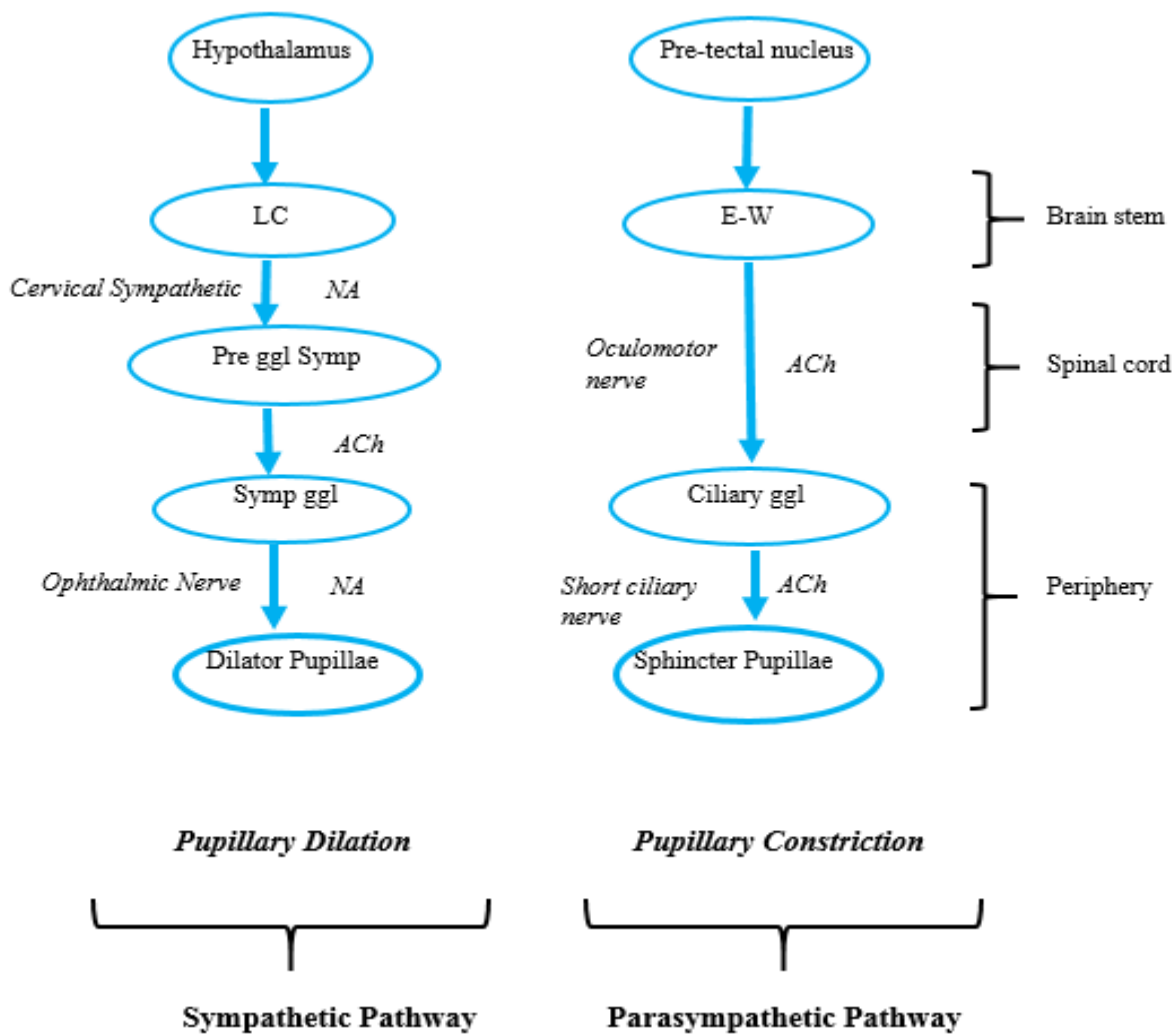 Hypothalamus
Pre-tectal nucleus
LC
E-W
Brain stem
Cervical Sympathetic
NA
Pre ggl Symp
Oculomotor
nerve
ACh
Spinal cord
ACh
Symp ggl
Ciliary ggl
Ophthalmic Nerve
NA
Short ciliary
nerve
ACh
Periphery
Dilator Pupillae
Sphincter Pupillae
Pupillary Dilation
Pupillary Constriction
Sympathetic Pathway
Parasympathetic Pathway